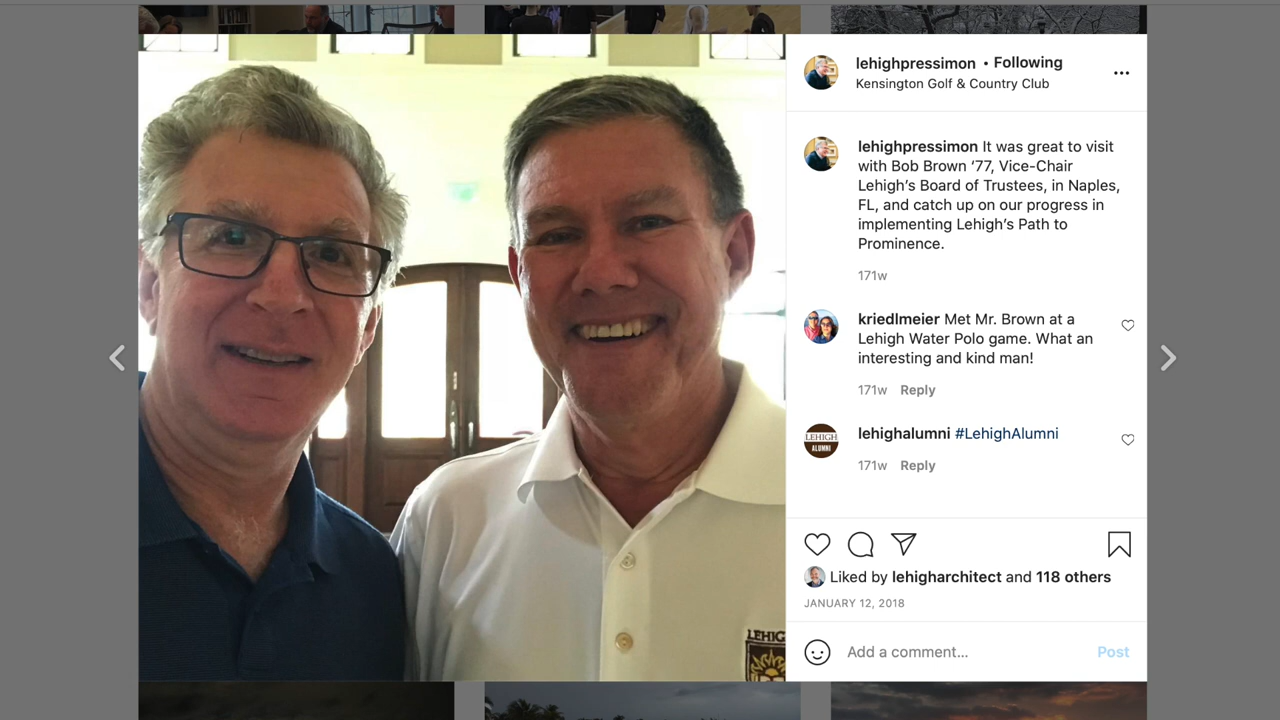 lehighpressimon • Following
Kensington Golf & Country Club
lehighpressimon It was great to visit
with Bob Brown ‘77, Vice-Chair
Lehigh’s Board of Trustees, in Naples,
FL, and catch up on our progress in
implementing Lehigh’s Path to
Prominence.
171w
kriedlmeier Met Mr. Brown at a
Lehigh Water Polo game. What an
interesting and kind man!
171w Reply
LEHIGH
ALUMNI
lehighalumni #LehighAlumni
171w Reply
Liked by lehigharchitect and 118 others
JANUARY 12, 2018
LEHIG
Add a comment... Post